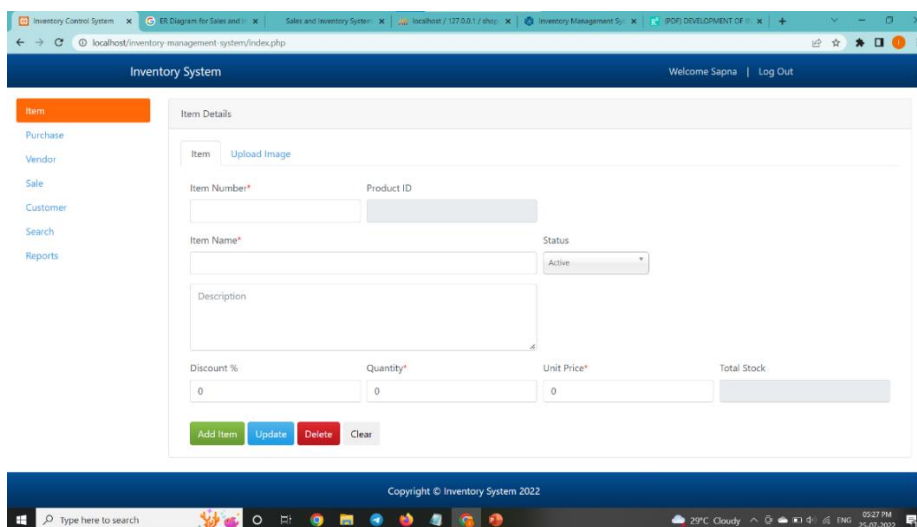 Inventory Control System
ER Diagram for Sales and
Sales and Inventory System
localhost / 127.0.0.1 / shop
Inventory Management Sy
(PDF) DEVELOPMENT OF
localhost/inventory-management-system/index.php
Inventory System
Welcome Sapna | Log Out
Item
Purchase
Vendor
Sale
Customer
Search
Reports
Item Details
Item Upload Image
Item Number* Product ID
Item Name* Status
Active
Description
Discount % Quantity* Unit Price* Total Stock
0 0 0
Add Item Update Delete Clear
Copyright © Inventory System 2022
Type here to search
29°C Cloudy ENG 05:27 PM
25-07-2022